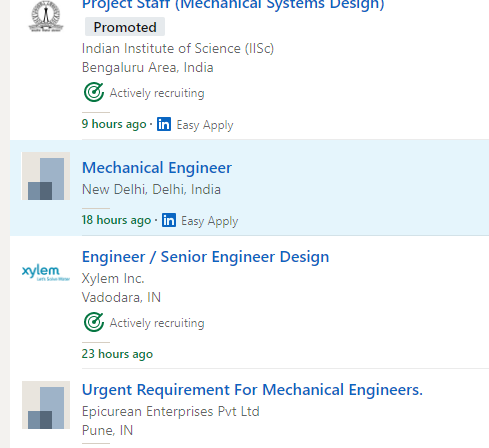 Project Staff (Mechanical Systems Design)
Promoted
Indian Institute of Science (IISc)
Bengaluru Area, India
Actively recruiting
9 hours ago · in Easy Apply
Mechanical Engineer
New Delhi, Delhi, India
18 hours ago · in Easy Apply
xylem
Let's Solve Water
Engineer / Senior Engineer Design
Xylem Inc.
Vadodara, IN
Actively recruiting
23 hours ago
Urgent Requirement For Mechanical Engineers.
Epicurean Enterprises Pvt Ltd
Pune, IN